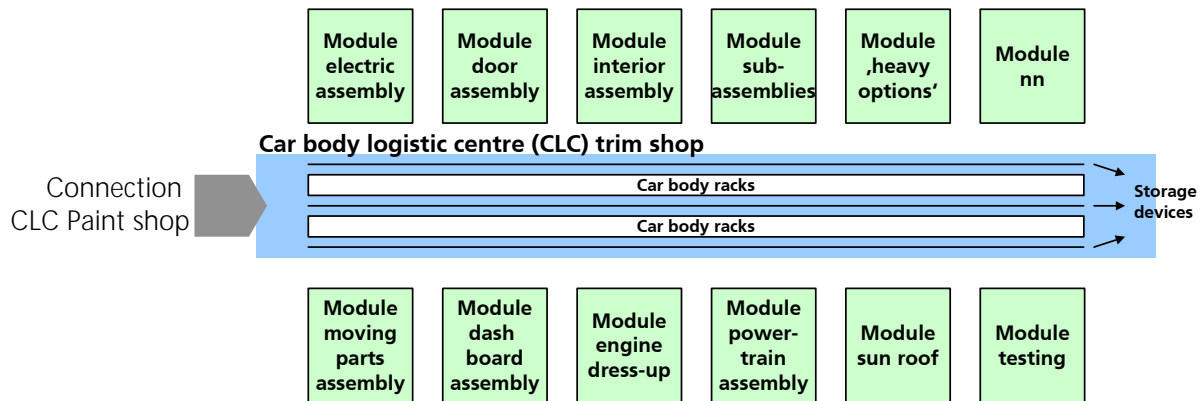 Module
electric
assembly
Module
door
assembly
Module
interior
assembly
Module
sub-
assemblies
Module
‚heavy
options‘
Module
nn
Car body logistic centre (CLC) trim shop
Connection
CLC Paint shop
Car body racks
Car body racks
Storage
devices
Module
moving
parts
assembly
Module
dash
board
assembly
Module
engine
dress-up
Module
power-
train
assembly
Module
sun roof
Module
testing